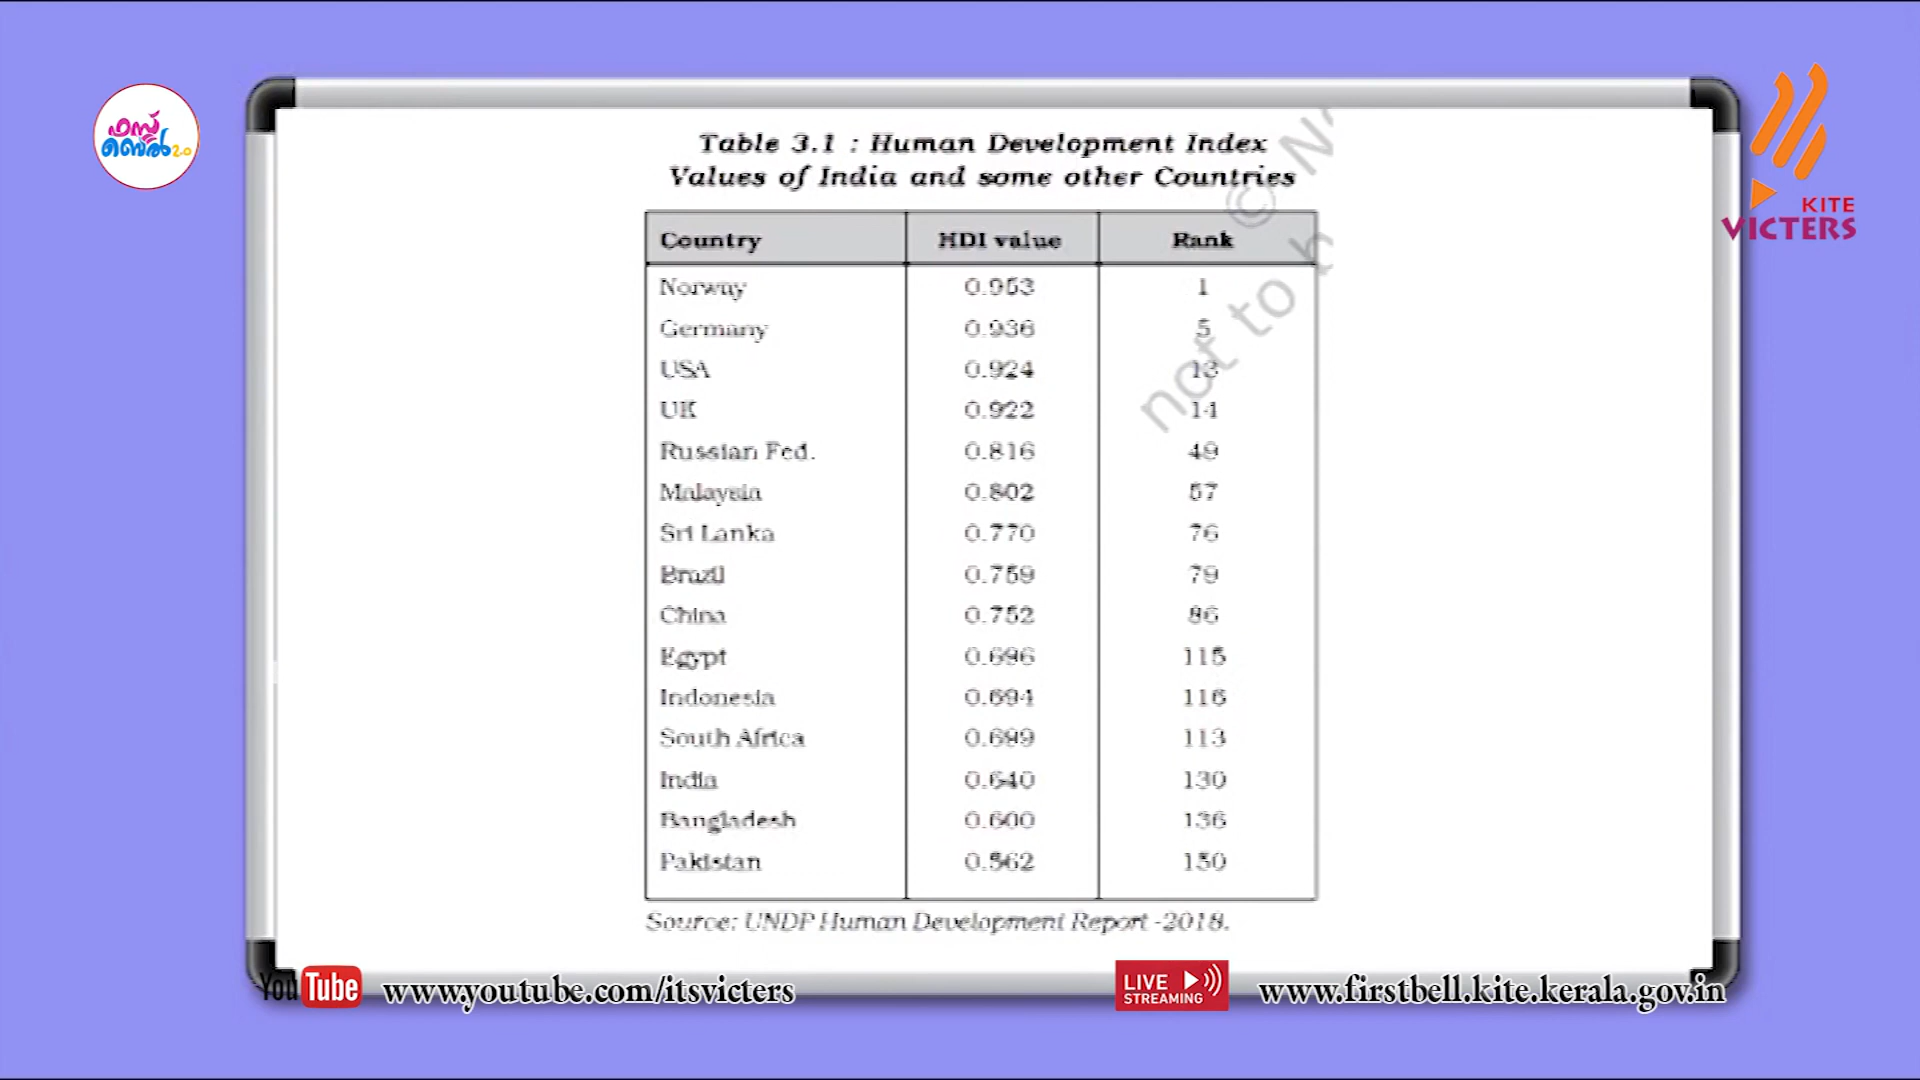 ഫസ്റ്റ്
ബെൽ 2.0
KITE
VICTERS
Table 3.1 : Human Development Index
Values of India and some other Countries
Country HDI value Rank
Norway 0.953 1
Germany 0.936 5
USA 0.924 13
UK 0.922 14
Russian Fed. 0.816 49
Malaysia 0.802 57
Sri Lanka 0.770 76
Brazil 0.759 79
China 0.752 86
Egypt 0.696 115
Indonesia 0.694 116
South Africa 0.699 113
India 0.640 130
Bangladesh 0.600 136
Pakistan 0.562 150
Source: UNDP Human Development Report -2018.
not to b
YouTube www.youtube.com/itsvicters
LIVE
STREAMING
www.firstbell.kite.kerala.gov.in